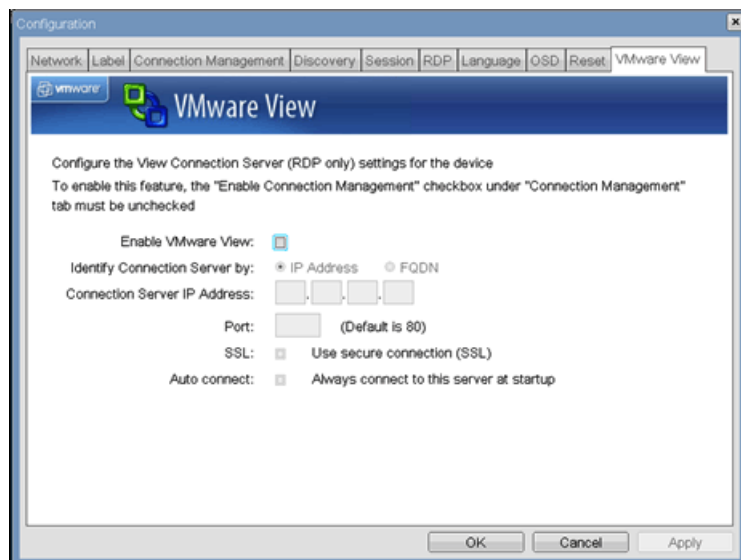 Configuration
Network Label Connection Management Discovery Session RDP Language OSD Reset VMware View
vmware VMware View
Configure the View Connection Server (RDP only) settings for the device
To enable this feature, the "Enable Connection Management" checkbox under "Connection Management"
tab must be unchecked
Enable VMware View:
Identify Connection Server by: IP Address FQDN
Connection Server IP Address: . . .
Port: (Default is 80)
SSL: Use secure connection (SSL)
Auto connect: Always connect to this server at startup
OK Cancel Apply